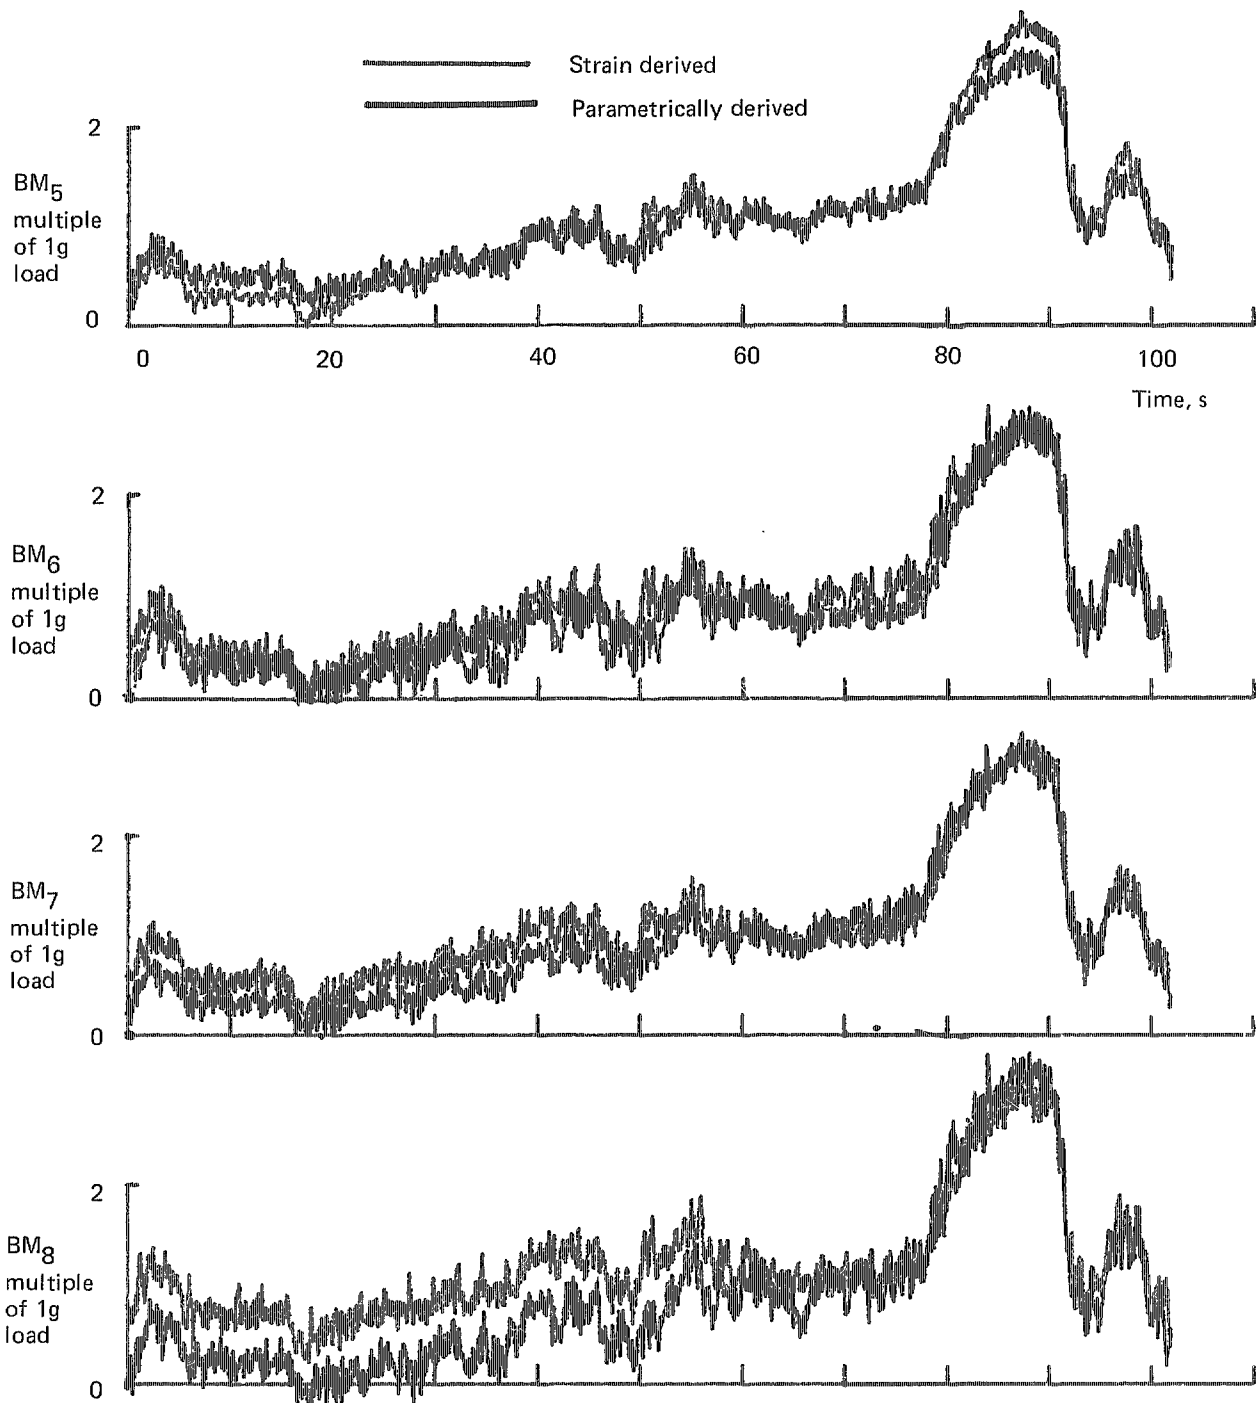 Strain derived
Parametrically derived
2
BM5
multiple
of 1g
load
0
0 20 40 60 80 100
Time, s
2
BM6
multiple
of 1g
load
0
2
BM7
multiple
of 1g
load
0
2
BM8
multiple
of 1g
load
0